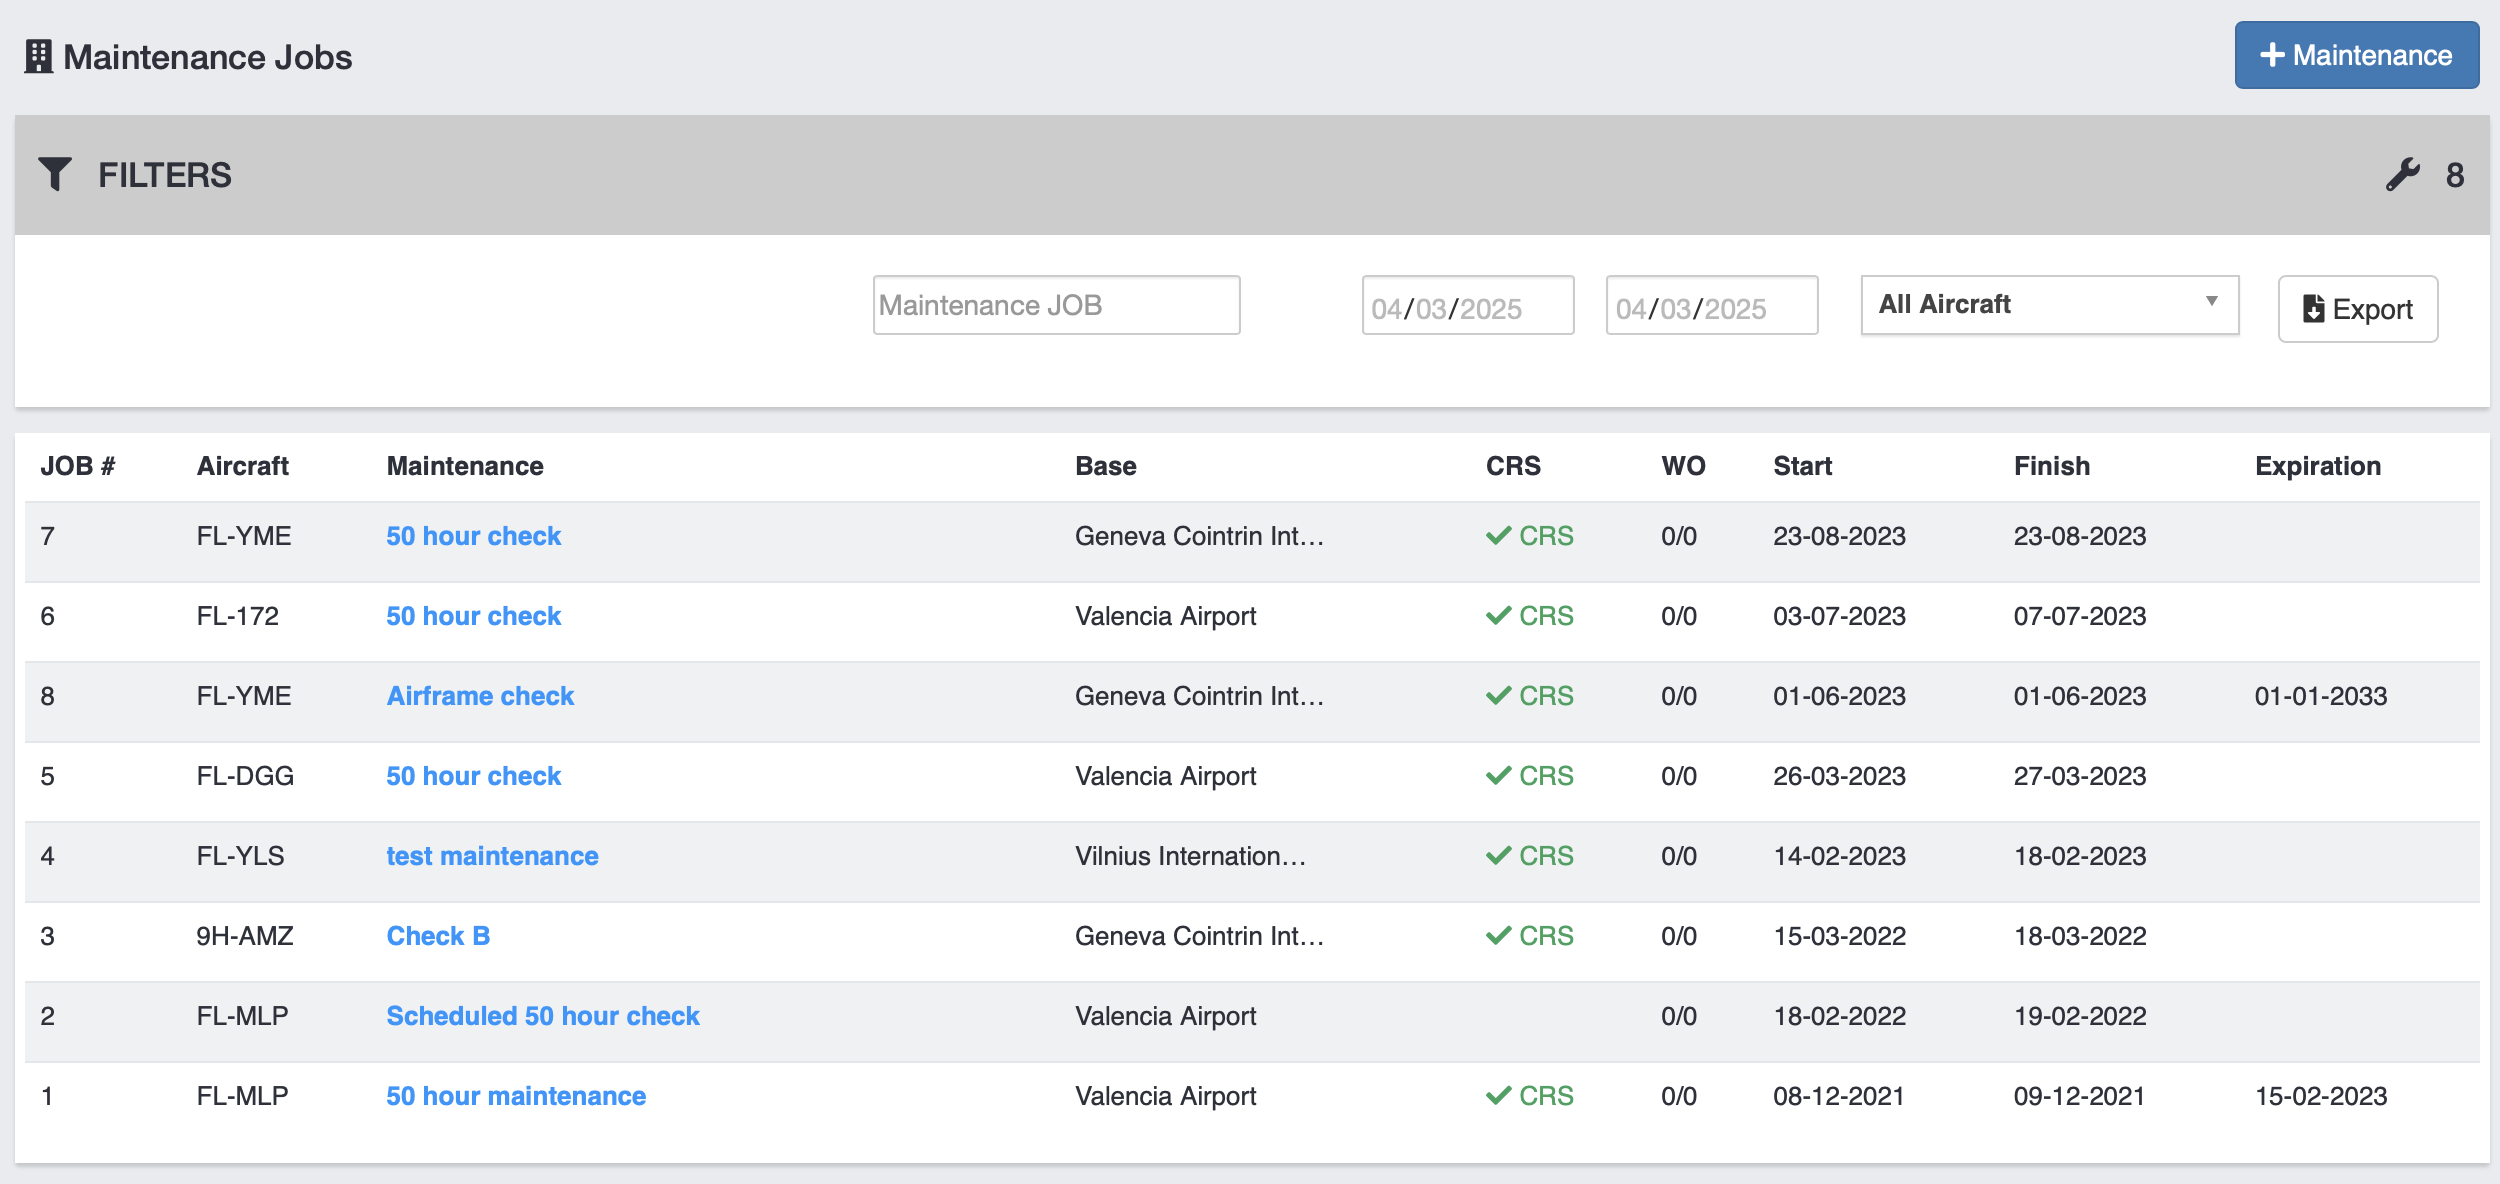 Maintenance Jobs
+ Maintenance
FILTERS 8
Maintenance JOB 04/03/2025 04/03/2025 All Aircraft Export
JOB # Aircraft Maintenance Base CRS WO Start Finish Expiration
7 FL-YME 50 hour check Geneva Cointrin Int... CRS 0/0 23-08-2023 23-08-2023
6 FL-172 50 hour check Valencia Airport CRS 0/0 03-07-2023 07-07-2023
8 FL-YME Airframe check Geneva Cointrin Int... CRS 0/0 01-06-2023 01-06-2023 01-01-2033
5 FL-DGG 50 hour check Valencia Airport CRS 0/0 26-03-2023 27-03-2023
4 FL-YLS test maintenance Vilnius Internation... CRS 0/0 14-02-2023 18-02-2023
3 9H-AMZ Check B Geneva Cointrin Int... CRS 0/0 15-03-2022 18-03-2022
2 FL-MLP Scheduled 50 hour check Valencia Airport 0/0 18-02-2022 19-02-2022
1 FL-MLP 50 hour maintenance Valencia Airport CRS 0/0 08-12-2021 09-12-2021 15-02-2023